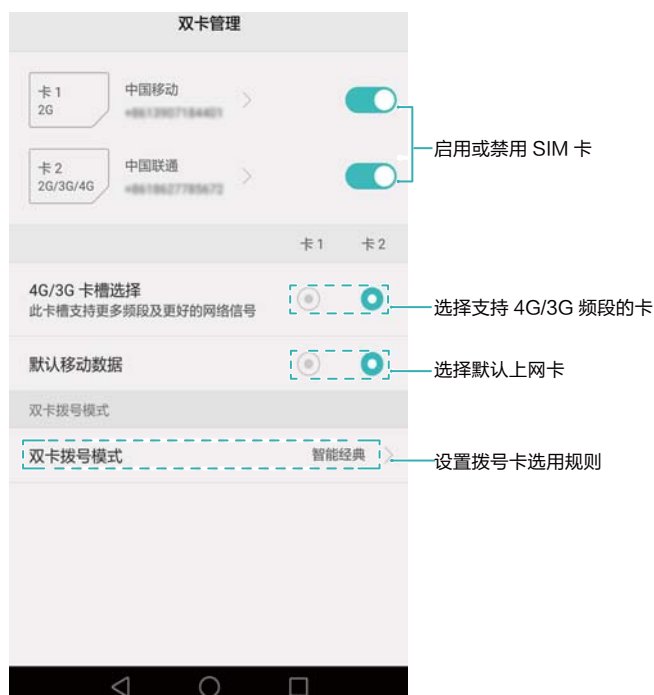 双卡管理
卡 1
2G
中国移动
启用或禁用 SIM 卡
卡 2
2G/3G/4G
中国联通
卡 1 卡 2
4G/3G 卡槽选择
此卡槽支持更多频段及更好的网络信号
选择支持 4G/3G 频段的卡
默认移动数据
选择默认上网卡
双卡拨号模式
双卡拨号模式 智能经典
设置拨号卡选用规则